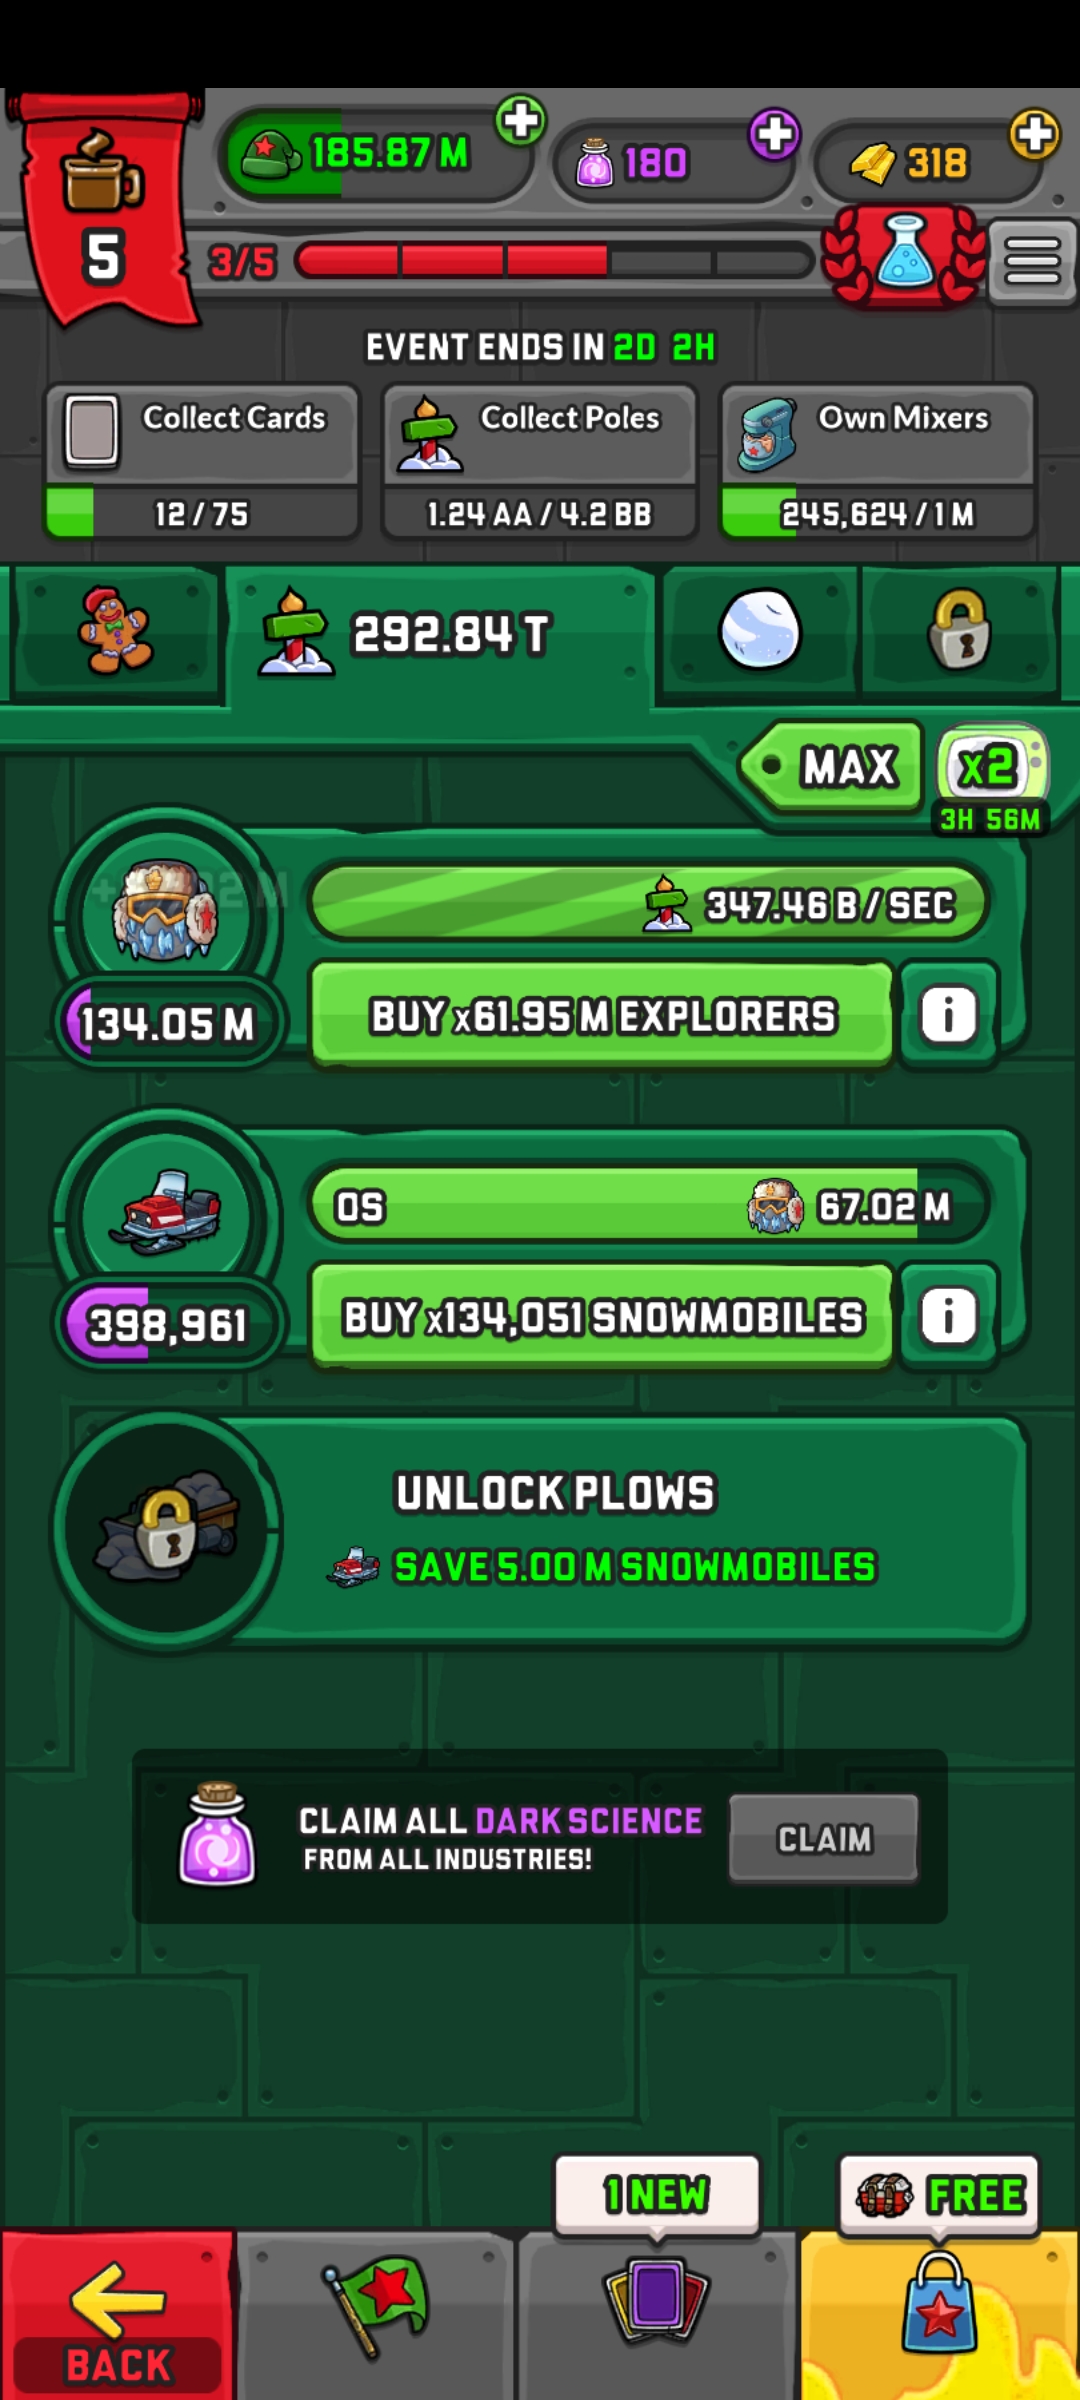 185.87 M
180
318
5
3/5
EVENT ENDS IN 2D 2H
Collect Cards
12 / 75
Collect Poles
1.24 AA / 4.2 BB
Own Mixers
245,624 / 1 M
292.84 T
MAX
x2
3H 56M
347.46 B / SEC
134.05 M
BUY x61.95 M EXPLORERS
i
0S
67.02 M
398,961
BUY x134,051 SNOWMOBILES
i
UNLOCK PLOWS
SAVE 5.00 M SNOWMOBILES
CLAIM ALL DARK SCIENCE
FROM ALL INDUSTRIES!
CLAIM
1 NEW
FREE
BACK